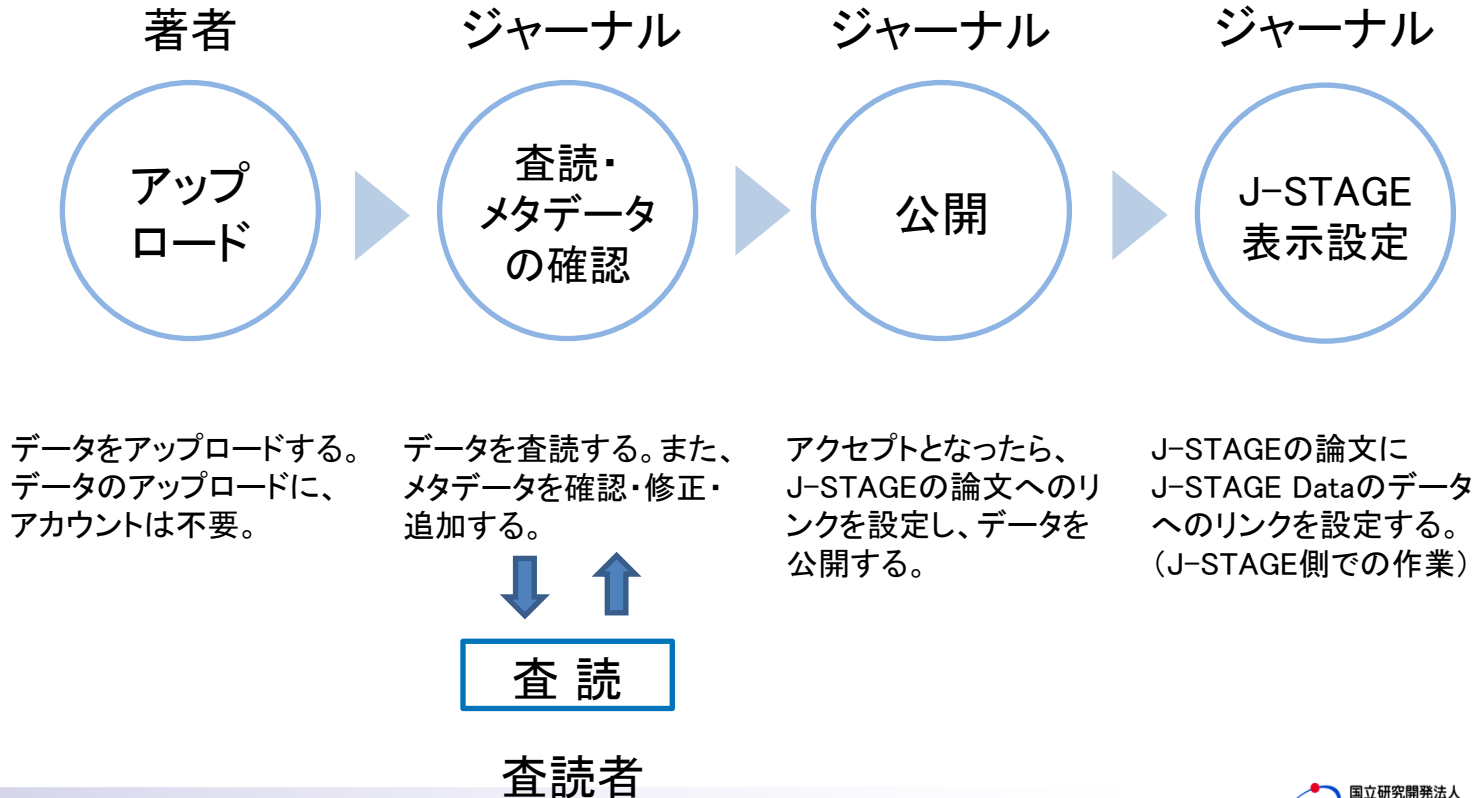 著者
ジャーナル
ジャーナル
ジャーナル
アップ
ロード
査読・
メタデータ
の確認
公開
J-STAGE
表示設定
データをアップロードする。
データのアップロードに、
アカウントは不要。
データを査読する。また、
メタデータを確認・修正・
追加する。
アクセプトとなったら、
J-STAGEの論文へのリ
ンクを設定し、データを
公開する。
J-STAGEの論文に
J-STAGE Dataのデータ
へのリンクを設定する。
（J-STAGE側での作業）
査 読
査読者
国立研究開発法人